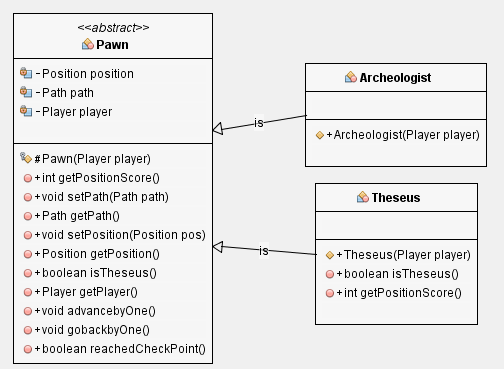 <<abstract>>
Pawn
- Position position
- Path path
- Player player
# Pawn(Player player)
+ int getPositionScore()
+ void setPath(Path path)
+ Path getPath()
+ void setPosition(Position pos)
+ Position getPosition()
+ boolean isTheseus()
+ Player getPlayer()
+ void advancebyOne()
+ void gobackbyOne()
+ boolean reachedCheckPoint()
is
is
Archeologist
+ Archeologist(Player player)
Theseus
+ Theseus(Player player)
+ boolean isTheseus()
+ int getPositionScore()